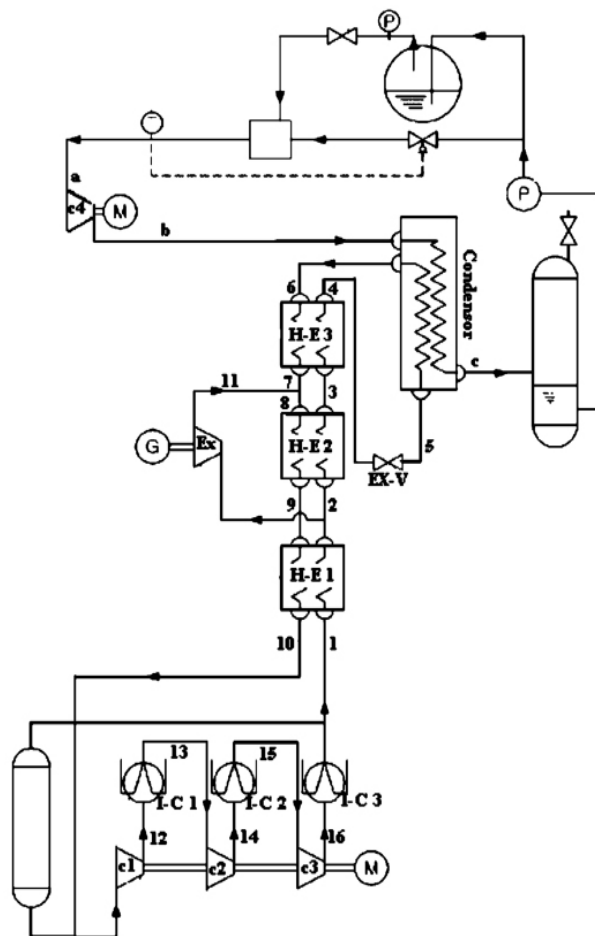 P
P
T
a
c4
M
b
Condensor
6
4
H-E 3
c
11
7
3
8
G
Ex
H-E 2
5
EX-V
9
2
H-E 1
10
1
13
15
I-C 1
I-C 2
I-C 3
12
14
16
c1
c2
c3
M